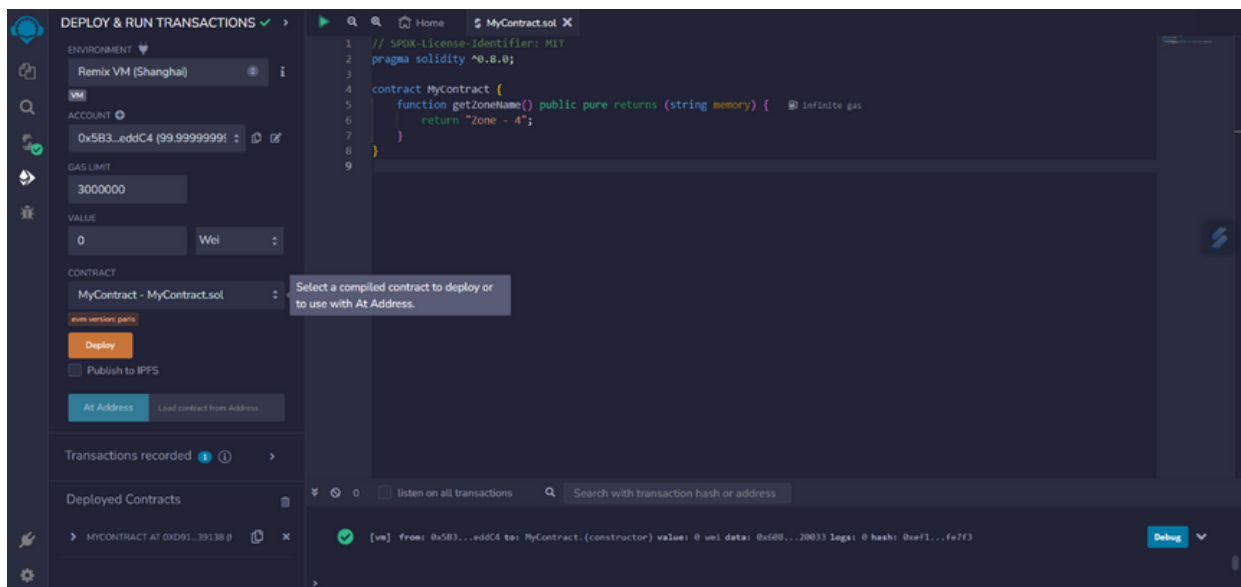 DEPLOY & RUN TRANSACTIONS
ENVIRONMENT
Remix VM (Shanghai)
VM
ACCOUNT
0x5B3...eddC4 (99.99999999
GAS LIMIT
3000000
VALUE
0 Wei
CONTRACT
MyContract - MyContract.sol
evm version: paris
Deploy
Publish to IPFS
At Address Load contract from Address
Transactions recorded 1 i
Deployed Contracts
MYCONTRACT AT 0XD91...39138 (
Home MyContract.sol
1 // SPDX-License-Identifier: MIT
2 pragma solidity ^0.8.0;
3
4 contract MyContract {
5 function getZoneName() public pure returns (string memory) { infinite gas
6 return "Zone - 4";
7 }
8 }
9
Select a compiled contract to deploy or
to use with At Address.
0 listen on all transactions Search with transaction hash or address
[vm] from: 0x5B3...eddC4 to: MyContract.(constructor) value: 0 wei data: 0x608...20033 logs: 0 hash: 0xef1...fe7f3
Debug
>